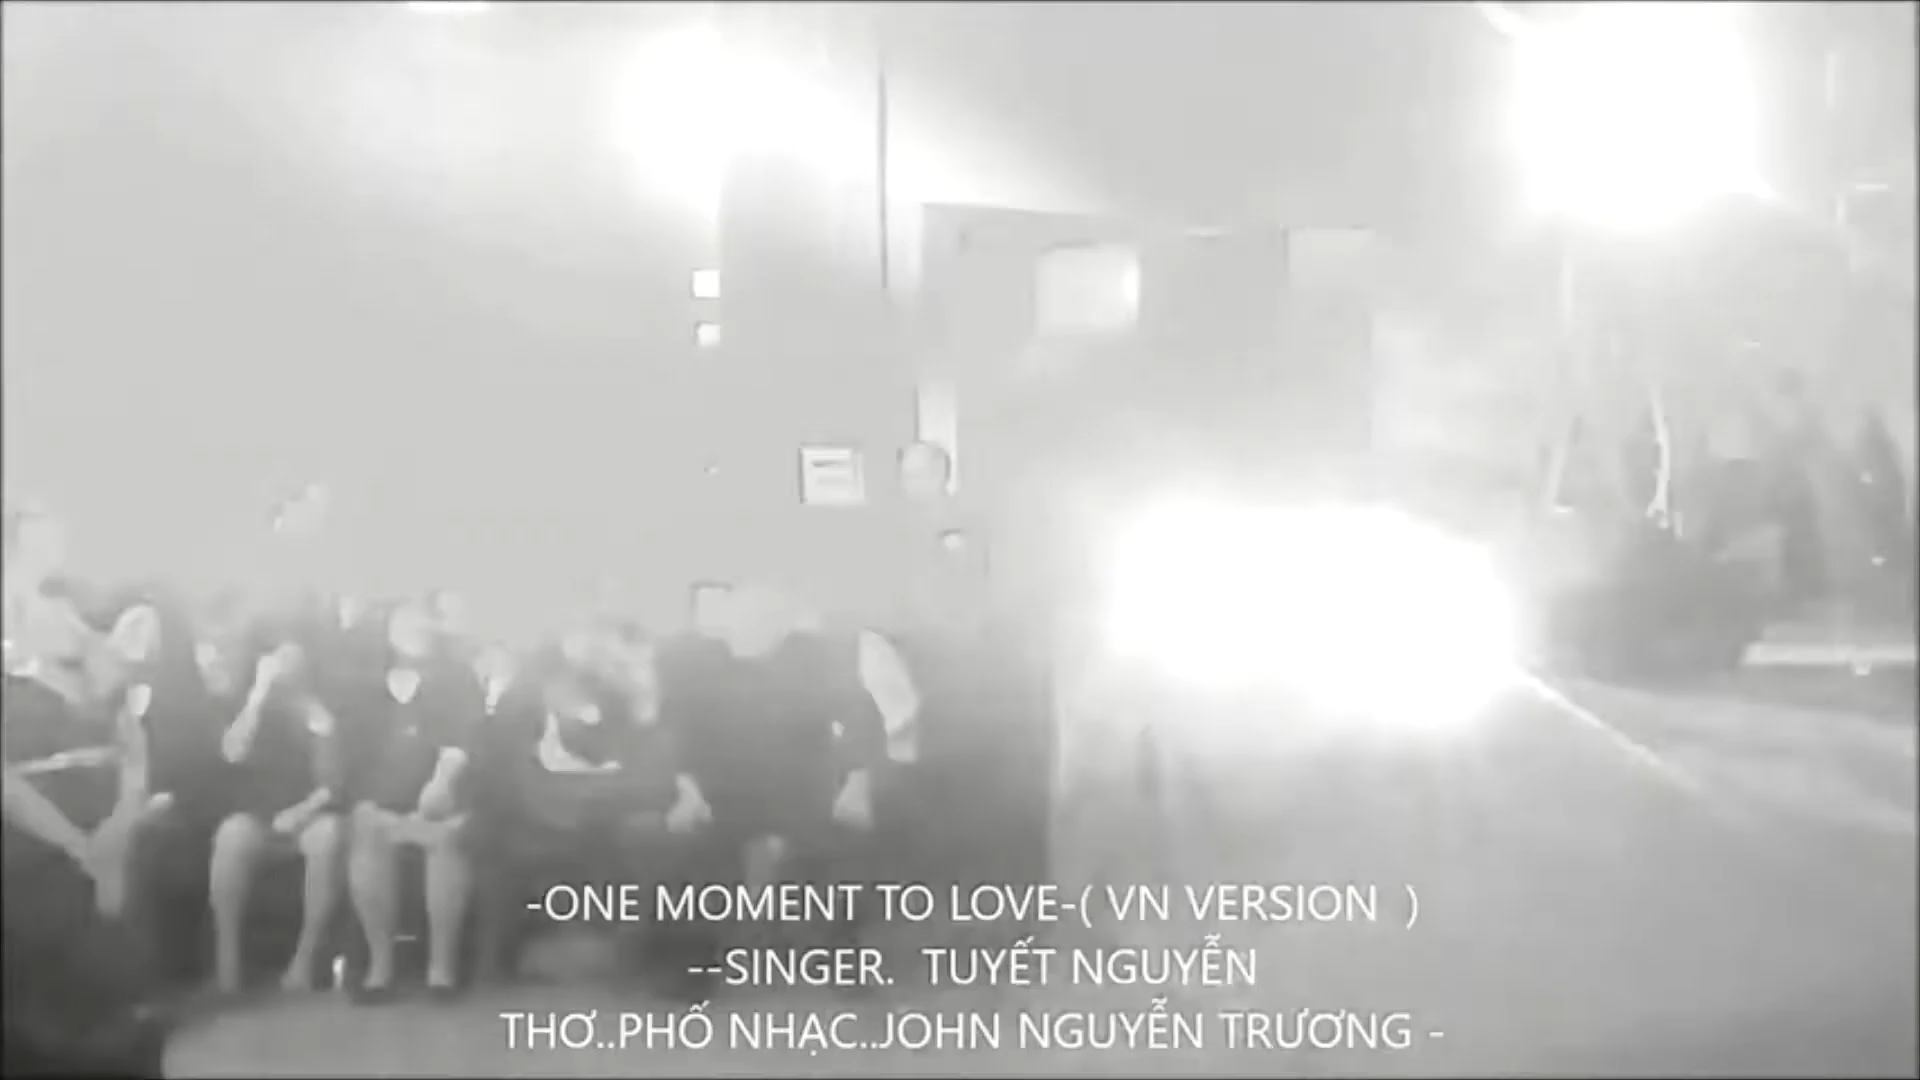 -ONE MOMENT TO LOVE-( VN VERSION )
--SINGER. TUYẾT NGUYỄN
THƠ..PHỐ NHẠC..JOHN NGUYỄN TRƯƠNG -